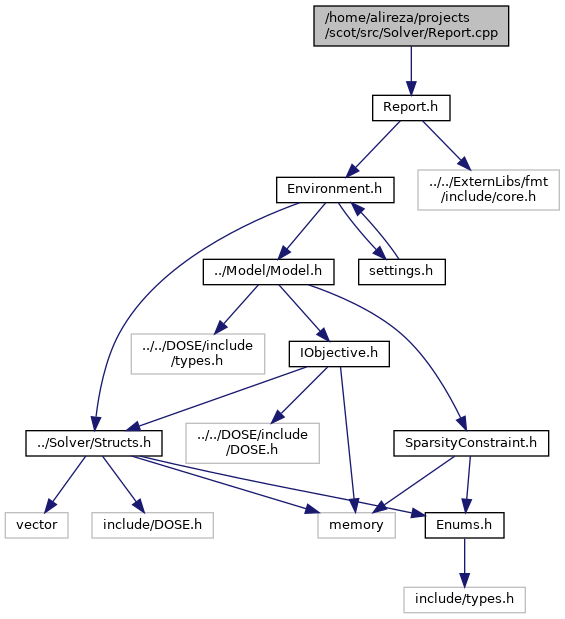 /home/alireza/projects
/scot/src/Solver/Report.cpp
Report.h
Environment.h
../../ExternLibs/fmt
/include/core.h
../Model/Model.h
settings.h
../../DOSE/include
/types.h
IObjective.h
../Solver/Structs.h
../../DOSE/include
/DOSE.h
SparsityConstraint.h
vector
include/DOSE.h
memory
Enums.h
include/types.h